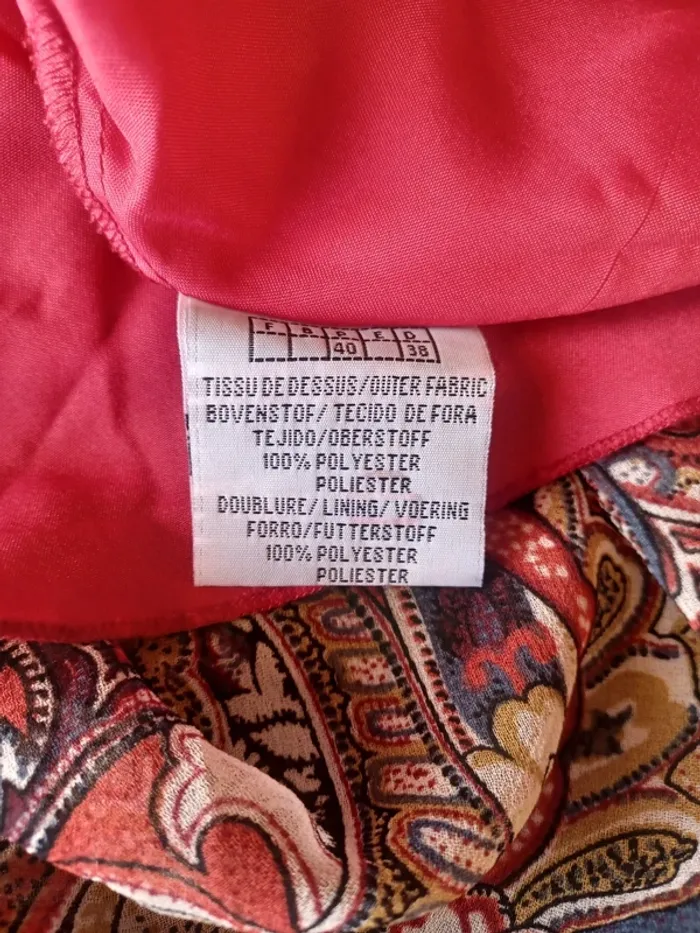 F B P E D
40 38
TISSU DE DESSUS/OUTER FABRIC
BOVENSTOF/ TECIDO DE FORA
TEJIDO/OBERSTOFF
100% POLYESTER
POLIESTER
DOUBLURE/ LINING/ VOERING
FORRO/FUTTERSTOFF
100% POLYESTER
POLIESTER